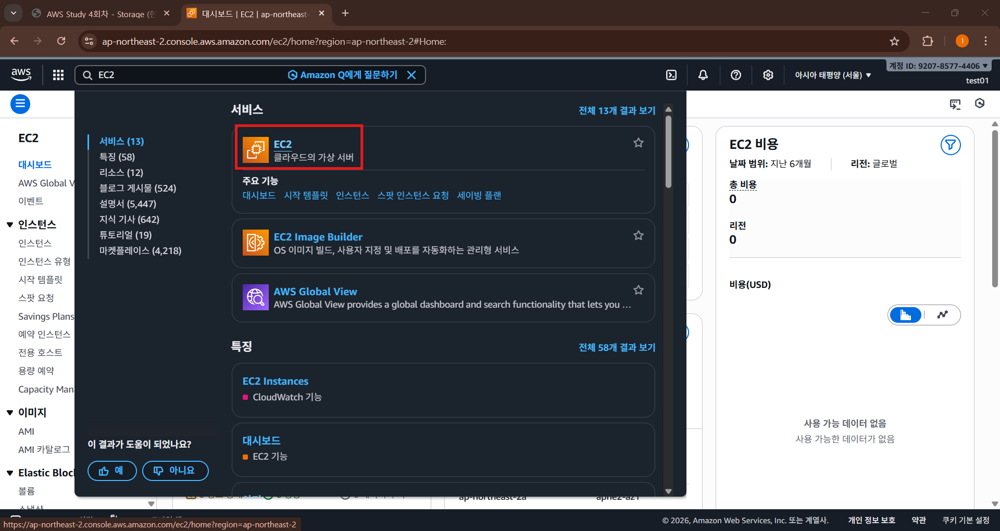 AWS Study 4회차 - Storage (현
대시보드 | EC2 | ap-northeast-
ap-northeast-2.console.aws.amazon.com/ec2/home?region=ap-northeast-2#Home:
1
aws
EC2
Amazon Q에게 질문하기
아시아 태평양 (서울)
계정 ID: 9207-8577-4406
test01
EC2
대시보드
AWS Global V
이벤트
인스턴스
인스턴스
인스턴스 유형
시작 템플릿
스팟 요청
Savings Plans
예약 인스턴스
전용 호스트
용량 예약
Capacity Mana
이미지
AMI
AMI 카탈로그
Elastic Bloc
볼륨
스냅샷
서비스 (13)
특징 (58)
리소스 (12)
블로그 게시물 (524)
설명서 (5,447)
지식 기사 (642)
튜토리얼 (19)
마켓플레이스 (4,218)
이 결과가 도움이 되었나요?
예
아니요
서비스
전체 13개 결과 보기
EC2
클라우드의 가상 서버
주요 기능
대시보드 시작 템플릿 인스턴스 스팟 인스턴스 요청 세이빙 플랜
EC2 Image Builder
OS 이미지 빌드, 사용자 지정 및 배포를 자동화하는 관리형 서비스
AWS Global View
AWS Global View provides a global dashboard and search functionality that lets you ...
특징
전체 58개 결과 보기
EC2 Instances
CloudWatch 기능
대시보드
EC2 기능
ap-northeast-2a
apne2-az1
EC2 비용
날짜 범위: 지난 6개월
리전: 글로벌
총 비용
0
리전
0
비용(USD)
사용 가능 데이터 없음
사용 가능한 데이터가 없음
© 2026, Amazon Web Services, Inc. 또는 계열사.
개인 정보 보호
약관
쿠키 기본 설정
https://ap-northeast-2.console.aws.amazon.com/ec2/home?region=ap-northeast-2